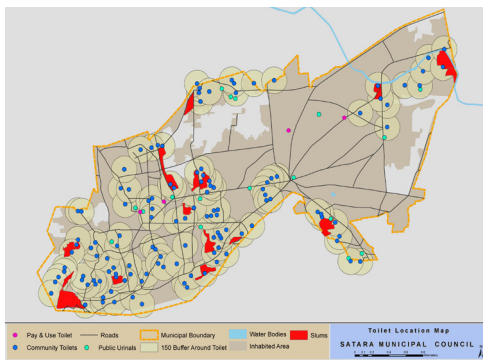 Pay & Use Toilet
Roads
Municipal Boundary
Water Bodies
Slums
Community Toilets
Public Urinals
150 Buffer Around Toilet
Inhabited Area
Toilet Location Map
SATARA MUNICIPAL COUNCIL